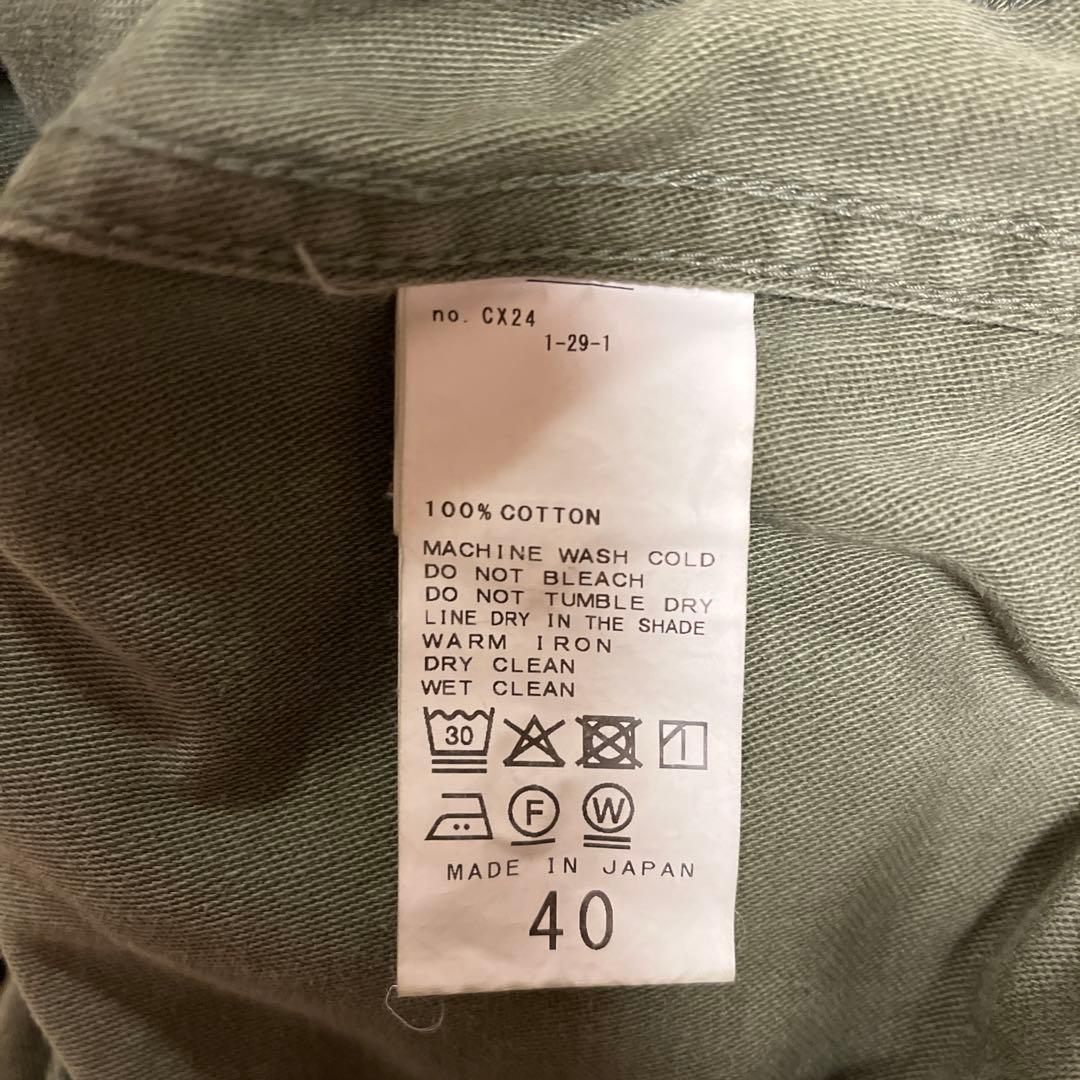 no. CX24
1-29-1
100% COTTON
MACHINE WASH COLD
DO NOT BLEACH
DO NOT TUMBLE DRY
LINE DRY IN THE SHADE
WARM IRON
DRY CLEAN
WET CLEAN
30
F W
MADE IN JAPAN
40